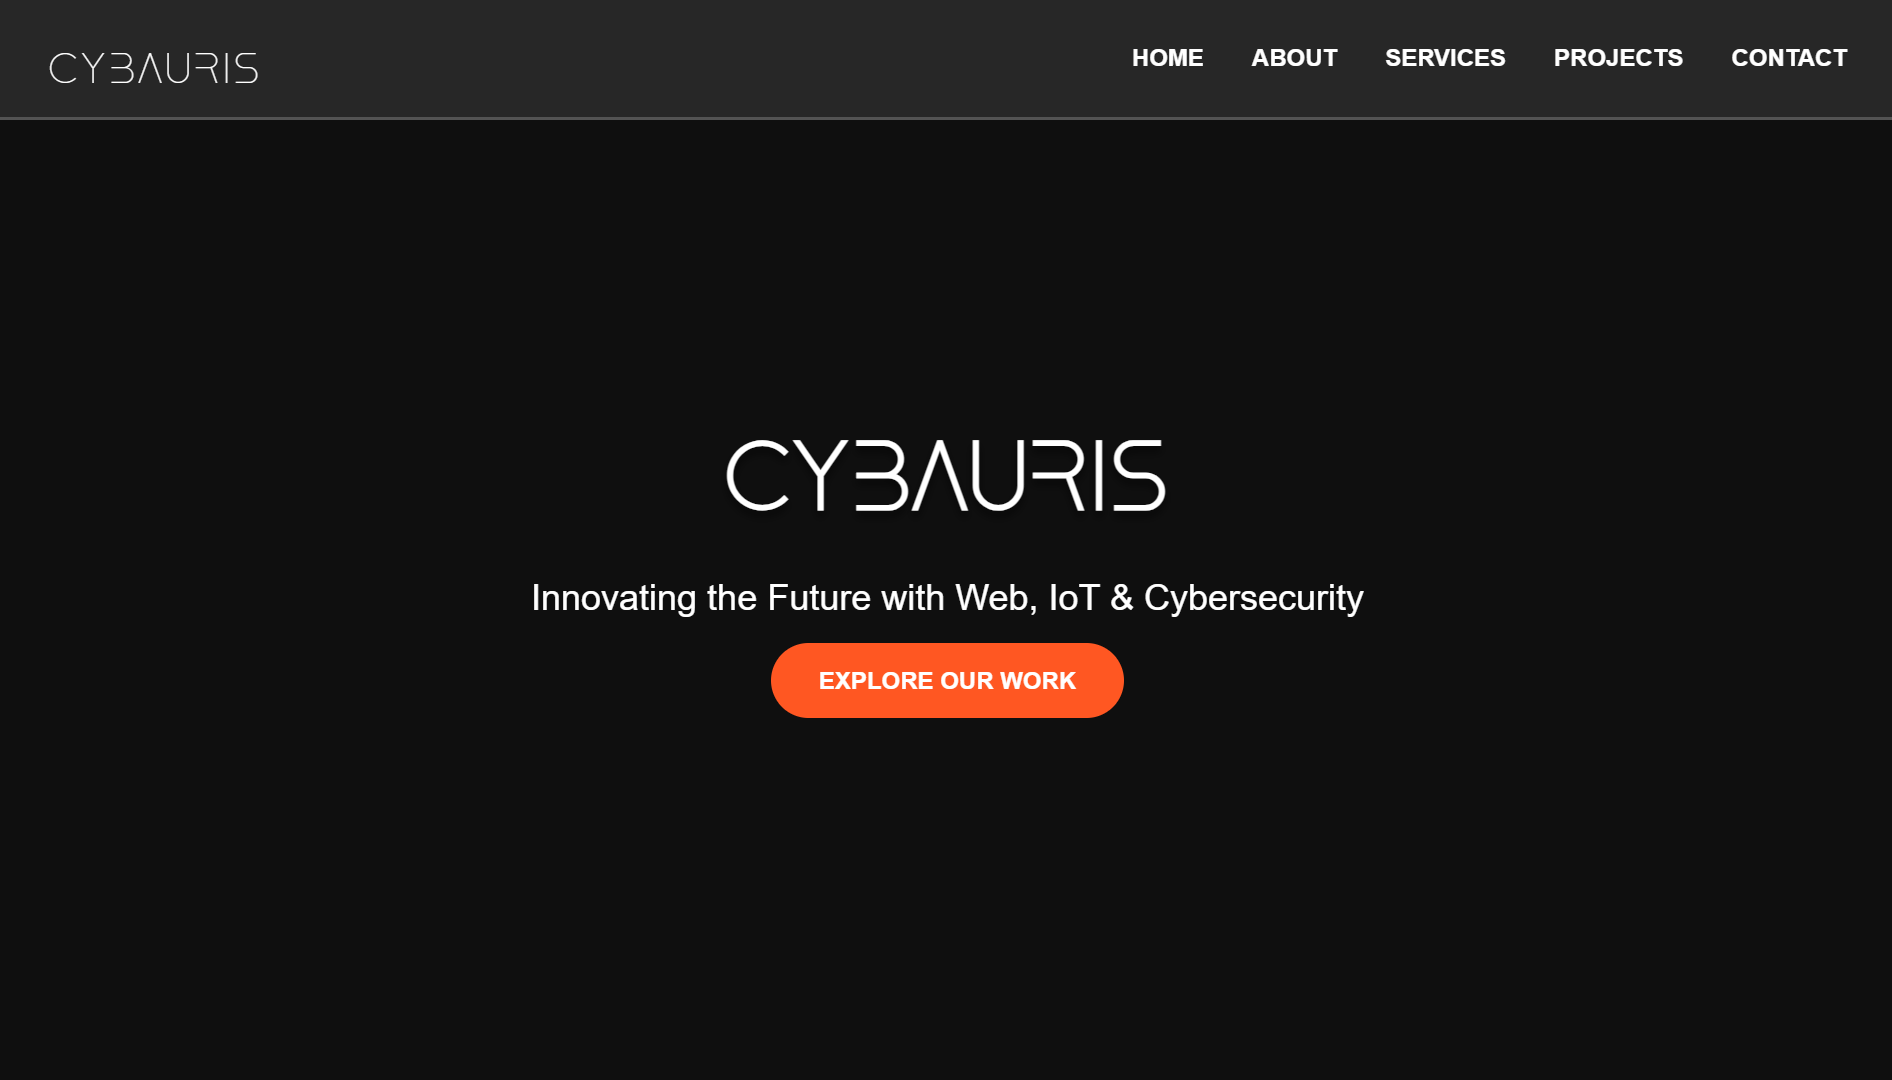 CYBAURIS
HOME ABOUT SERVICES PROJECTS CONTACT
CYBAURIS
Innovating the Future with Web, IoT & Cybersecurity
EXPLORE OUR WORK